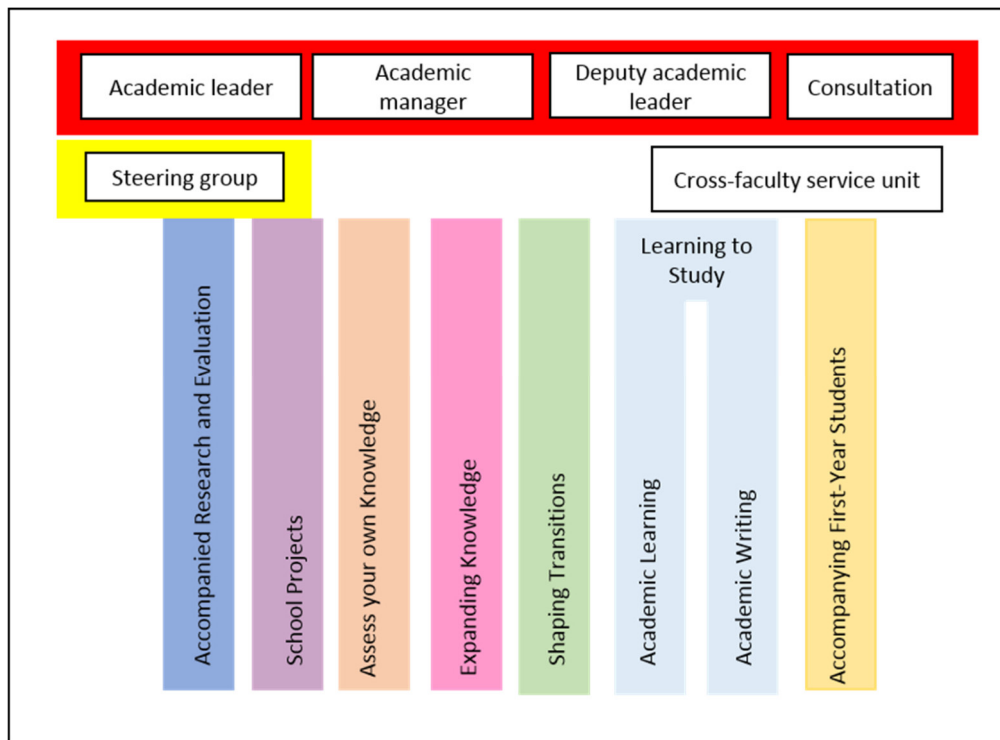 Academic leader
Academic
manager
Deputy academic
leader
Consultation
Steering group
Cross-faculty service unit
Accompanied Research and Evaluation
School Projects
Assess your own Knowledge
Expanding Knowledge
Shaping Transitions
Learning to
Study
Academic Learning
Academic Writing
Accompanying First-Year Students